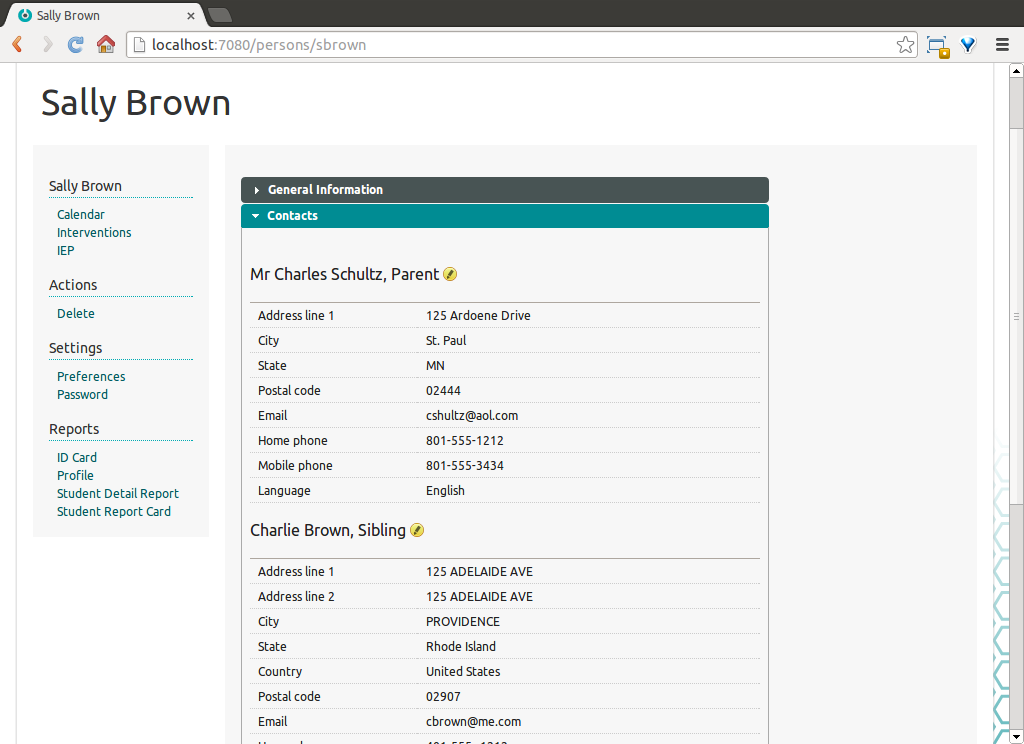 Sally Brown
localhost:7080/persons/sbrown
Sally Brown
Sally Brown
Calendar
Interventions
IEP
Actions
Delete
Settings
Preferences
Password
Reports
ID Card
Profile
Student Detail Report
Student Report Card
General Information
Contacts
Mr Charles Schultz, Parent
Address line 1 125 Ardoene Drive
City St. Paul
State MN
Postal code 02444
Email cshultz@aol.com
Home phone 801-555-1212
Mobile phone 801-555-3434
Language English
Charlie Brown, Sibling
Address line 1 125 ADELAIDE AVE
Address line 2 125 ADELAIDE AVE
City PROVIDENCE
State Rhode Island
Country United States
Postal code 02907
Email cbrown@me.com